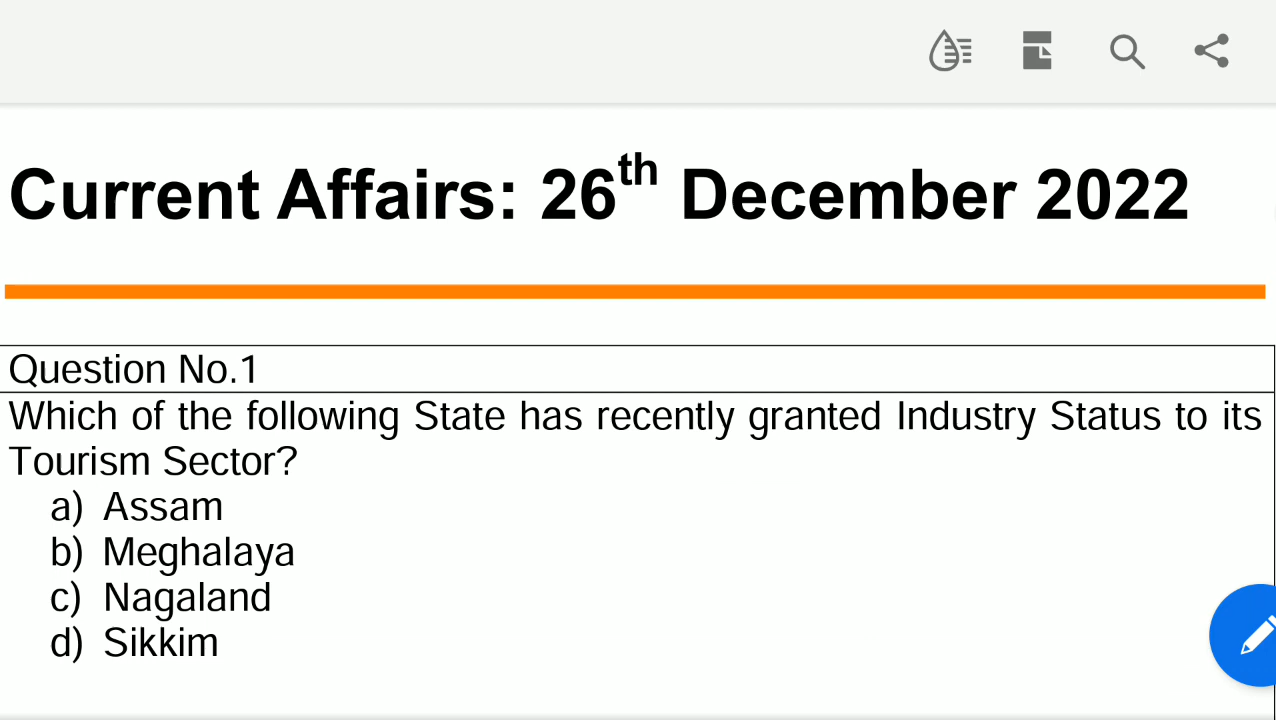 Current Affairs: 26th December 2022
Question No.1
Which of the following State has recently granted Industry Status to its
Tourism Sector?
a) Assam
b) Meghalaya
c) Nagaland
d) Sikkim